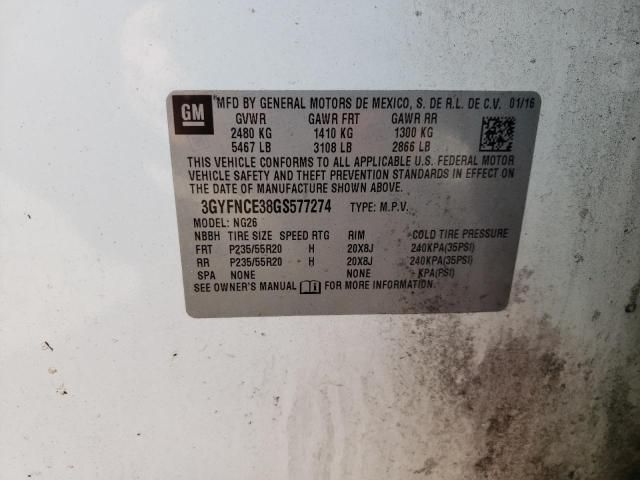 GM
MFD BY GENERAL MOTORS DE MEXICO, S. DE R.L. DE C.V. 01/16
GVWR GAWR FRT GAWR RR
2480 KG 1410 KG 1300 KG
5467 LB 3108 LB 2866 LB
THIS VEHICLE CONFORMS TO ALL APPLICABLE U.S. FEDERAL MOTOR
VEHICLE SAFETY AND THEFT PREVENTION STANDARDS IN EFFECT ON
THE DATE OF MANUFACTURE SHOWN ABOVE.
3GYFNCE38GS577274 TYPE: M.P.V.
MODEL: NG26
NBBH TIRE SIZE SPEED RTG RIM COLD TIRE PRESSURE
FRT P235/55R20 H 20X8J 240KPA(35PSI)
RR P235/55R20 H 20X8J 240KPA(35PSI)
SPA NONE NONE - KPA(PSI)
SEE OWNER'S MANUAL FOR MORE INFORMATION.